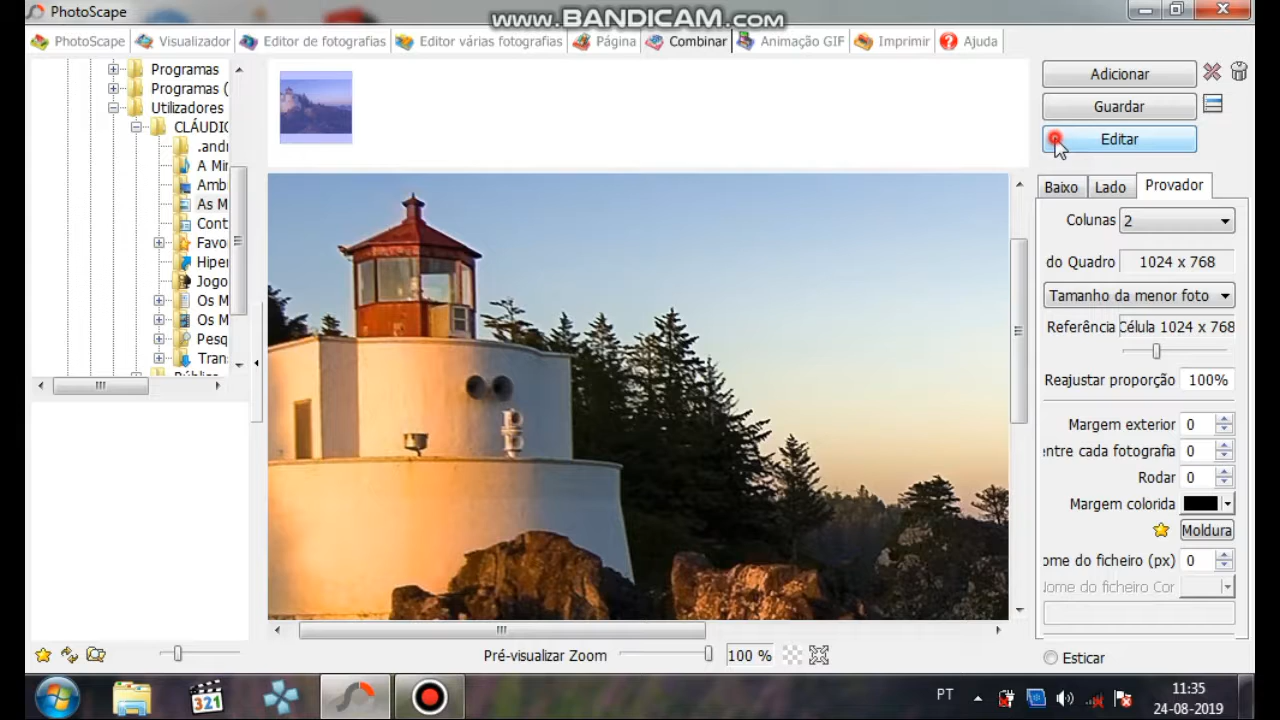 PhotoScape
www.BANDICAM.com
PhotoScape
Visualizador
Editor de fotografias
Editor várias fotografias
Página
Combinar
Animação GIF
Imprimir
Ajuda
Programas
Programas (
Utilizadores
CLÁUDIO
.andr
A Mir
Amb
As M
Cont
Favo
Hiper
Jogo
Os M
Os M
Pesq
Tran
Adicionar
Guardar
Editar
Baixo
Lado
Provador
Colunas
2
do Quadro
1024 x 768
Tamanho da menor foto
Referência
Célula 1024 x 768
Reajustar proporção
100%
Margem exterior
0
entre cada fotografia
0
Rodar
0
Margem colorida
Moldura
ome do ficheiro (px)
0
Nome do ficheiro Cor
Esticar
Pré-visualizar Zoom
100 %
321
PT
11:35
24-08-2019